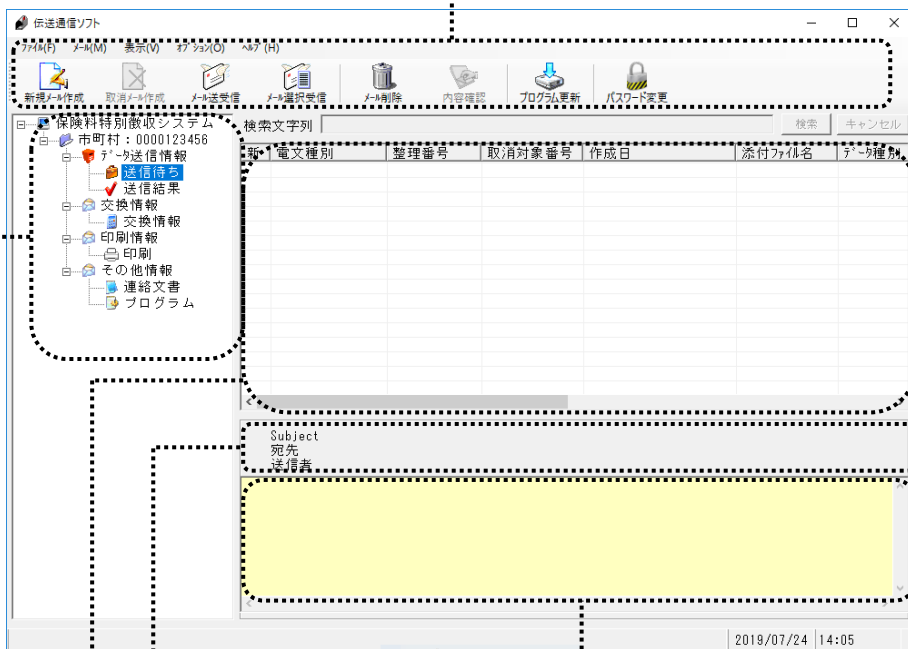 伝送通信ソフト
ファイル(F) メール(M) 表示(V) オプション(O) ヘルプ(H)
新規メール作成 取消メール作成 メール送受信 メール選択受信 メール削除 内容確認 プログラム更新 パスワード変更
保険料特別徴収システム
市町村：0000123456
データ送信情報
送信待ち
送信結果
交換情報
交換情報
印刷情報
印刷
その他情報
連絡文書
プログラム
検索文字列 検索 キャンセル
新 電文種別 整理番号 取消対象番号 作成日 添付ファイル名 データ種別
Subject
宛先
送信者
2019/07/24 14:05